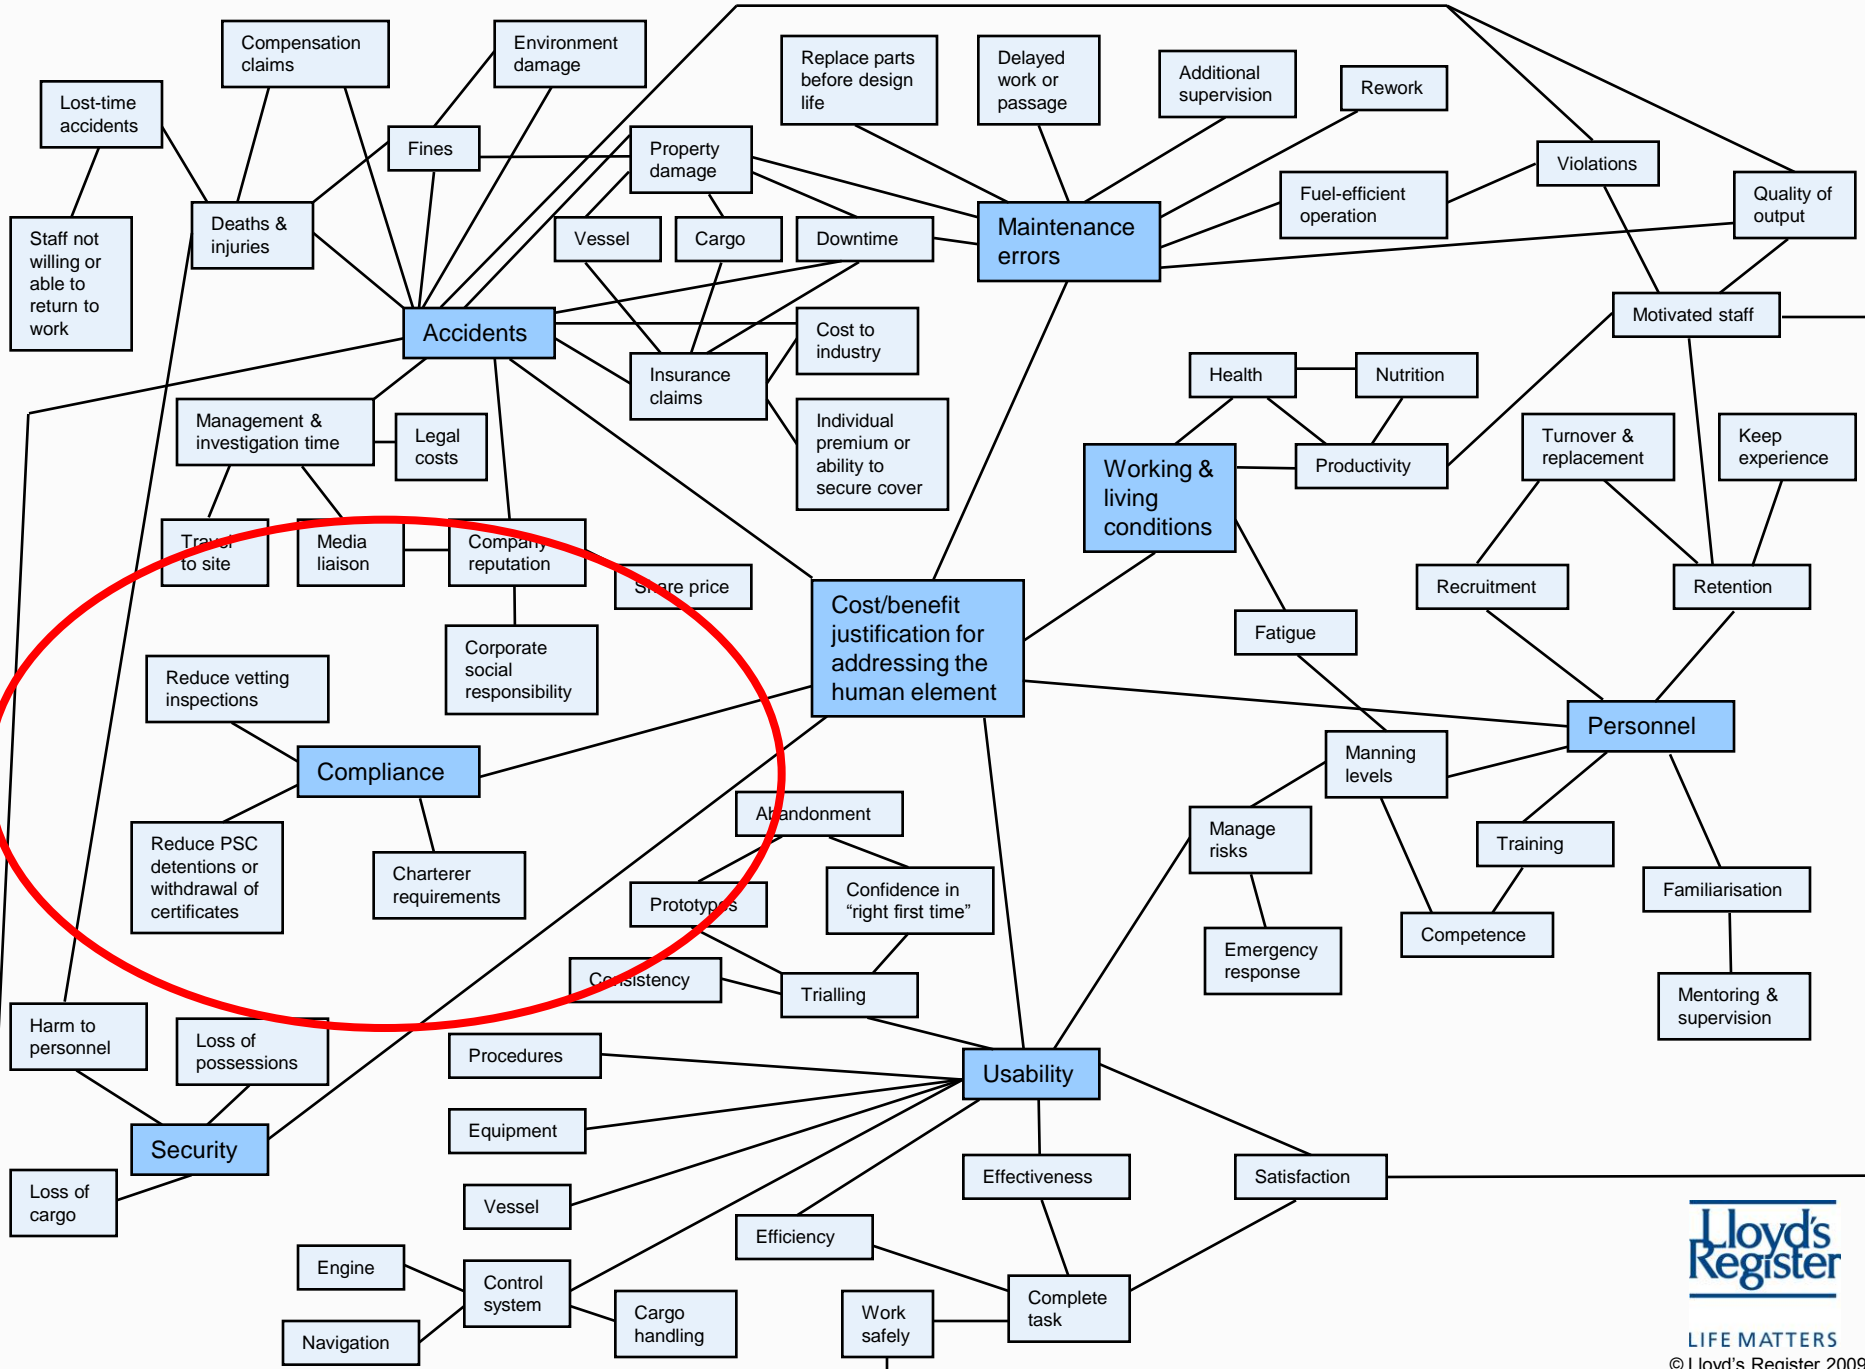 Compensation
claims
Environment
damage
Replace parts
before design
life
Delayed
work or
passage
Additional
supervision
Rework
Lost-time
accidents
Fines
Property
damage
Violations
Fuel-efficient
operation
Quality of
output
Staff not
willing or
able to
return to
work
Deaths &
injuries
Vessel
Cargo
Downtime
Maintenance
errors
Motivated staff
Accidents
Cost to
industry
Insurance
claims
Health
Nutrition
Management &
investigation time
Legal
costs
Individual
premium or
ability to
secure cover
Working &
living
conditions
Productivity
Turnover &
replacement
Keep
experience
Travel
to site
Media
liaison
Company
reputation
Share price
Cost/benefit
justification for
addressing the
human element
Recruitment
Retention
Fatigue
Corporate
social
responsibility
Reduce vetting
inspections
Personnel
Compliance
Manning
levels
Abandonment
Manage
risks
Training
Reduce PSC
detentions or
withdrawal of
certificates
Charterer
requirements
Prototypes
Confidence in
“right first time”
Familiarisation
Competence
Emergency
response
Consistency
Trialling
Mentoring &
supervision
Harm to
personnel
Loss of
possessions
Procedures
Usability
Equipment
Security
Effectiveness
Satisfaction
Loss of
cargo
Vessel
Efficiency
Engine
Control
system
Navigation
Cargo
handling
Work
safely
Complete
task
Lloyd's
Register
LIFE MATTERS
© Lloyd's Register 2009